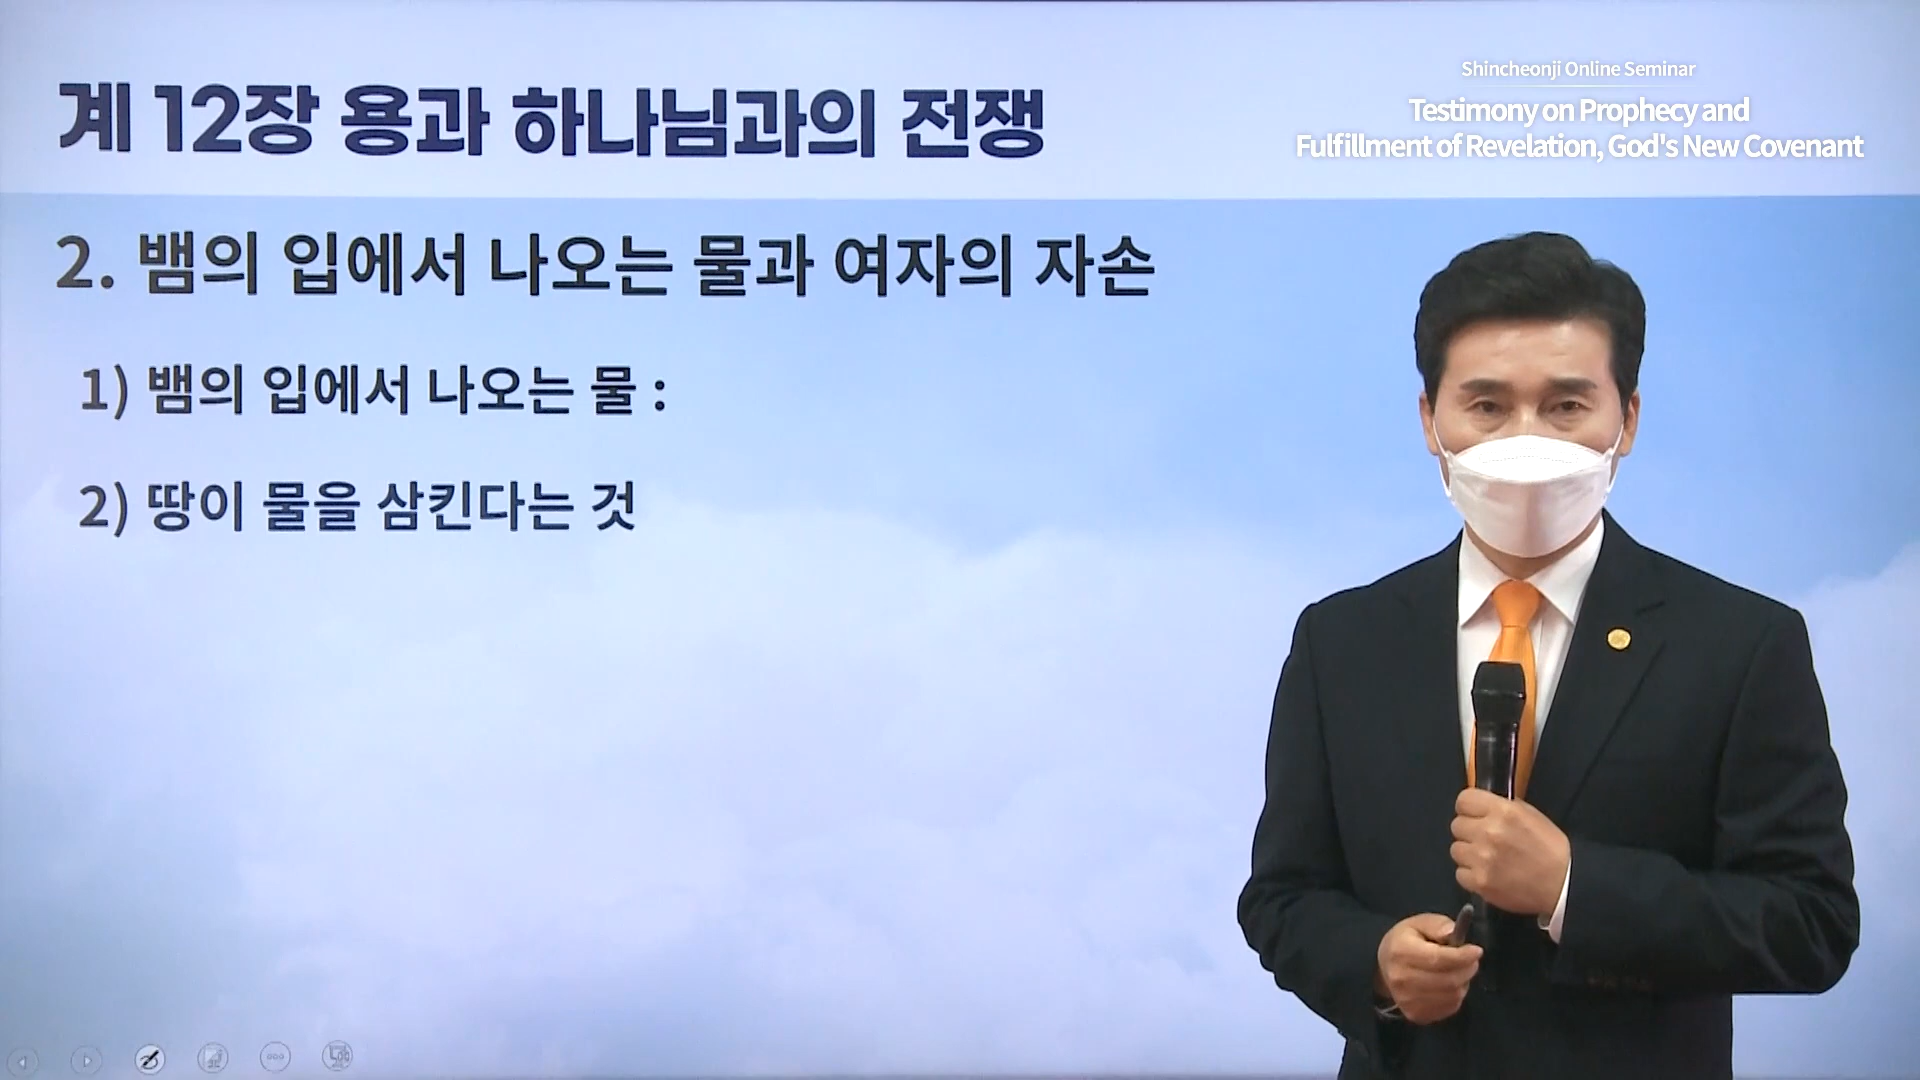 계 12장 용과 하나님과의 전쟁
Shincheonji Online Seminar
Testimony on Prophecy and
Fulfillment of Revelation, God's New Covenant
2. 뱀의 입에서 나오는 물과 여자의 자손
1) 뱀의 입에서 나오는 물 :
2) 땅이 물을 삼킨다는 것